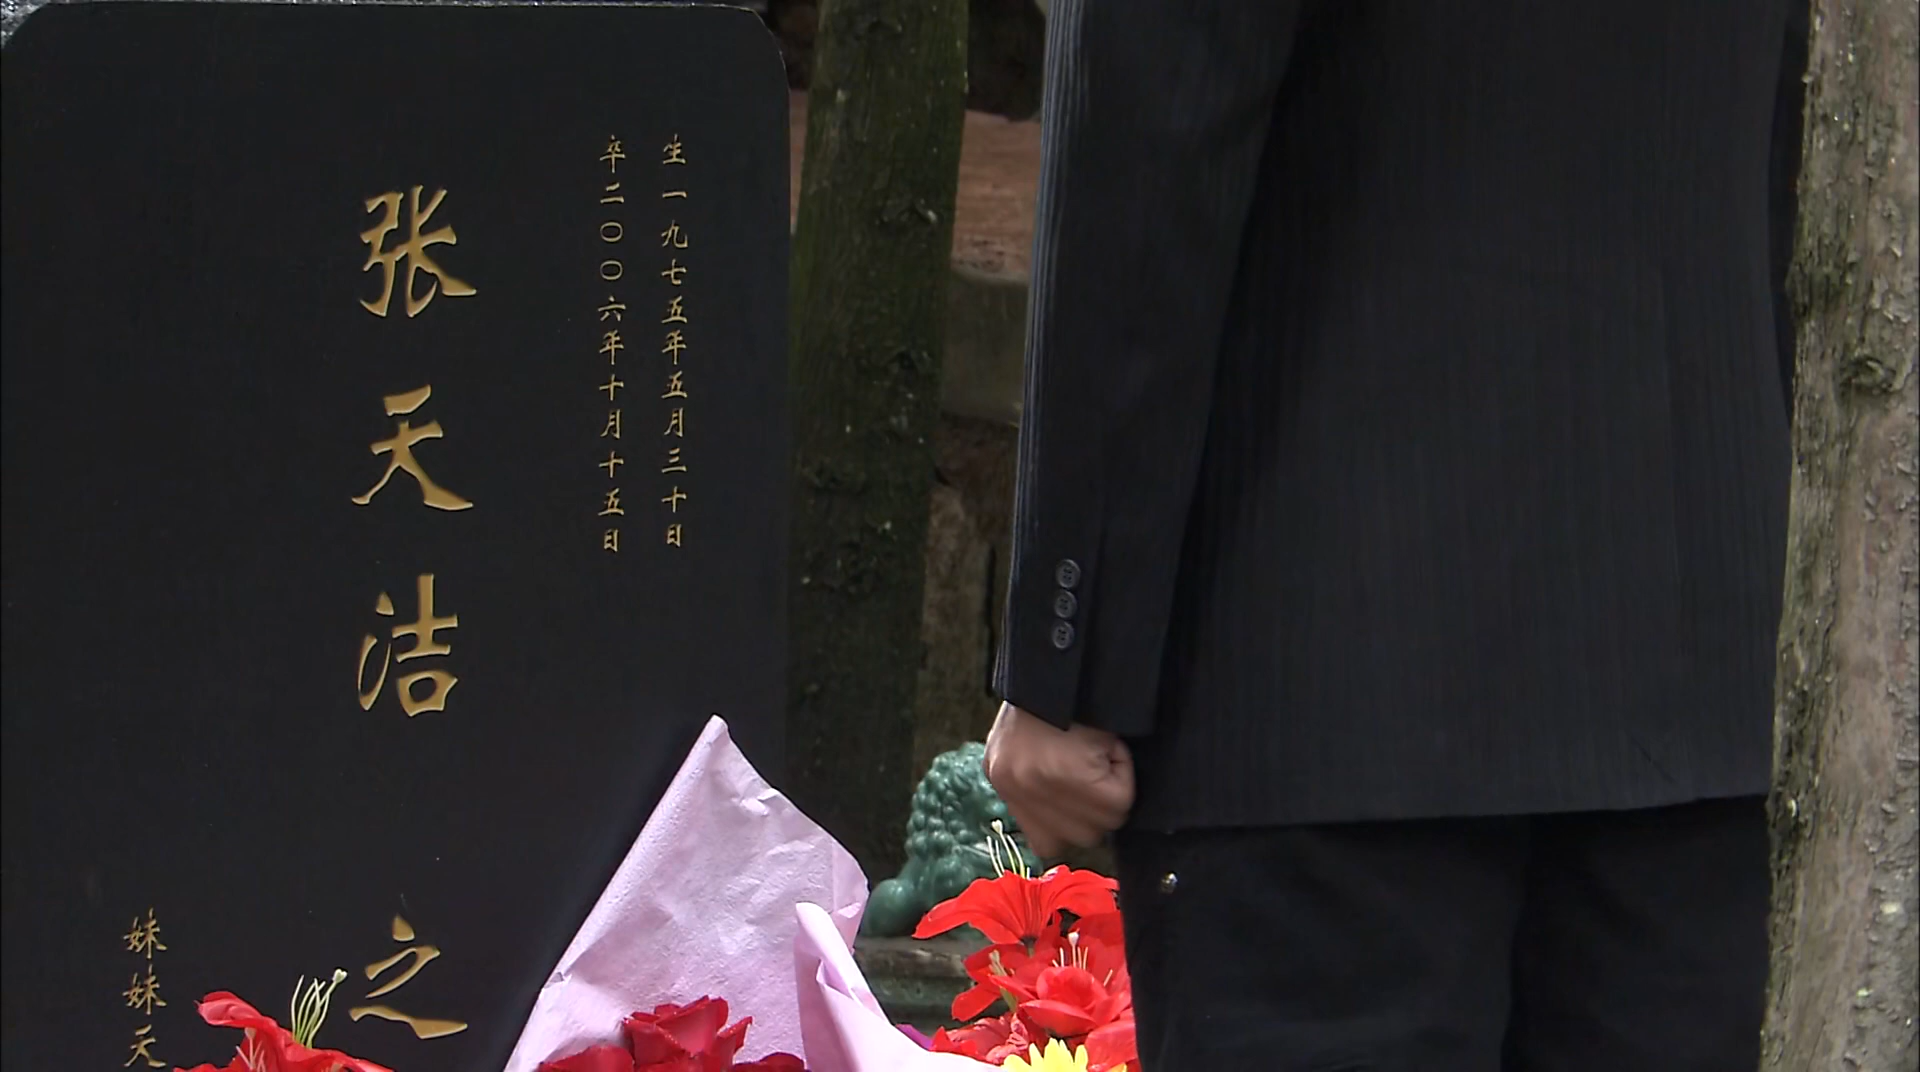 生一九七五年五月三十日
卒二〇〇六年十月十五日
张天洁之
妹妹天